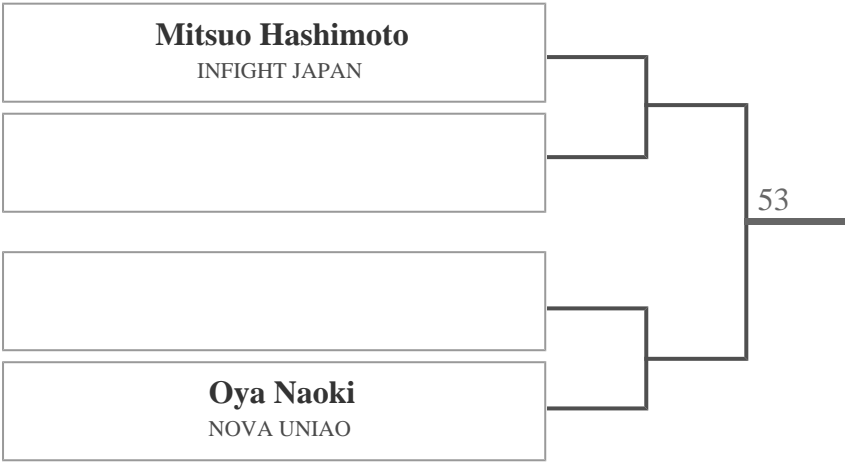 Mitsuo Hashimoto
INFIGHT JAPAN
53
Oya Naoki
NOVA UNIAO